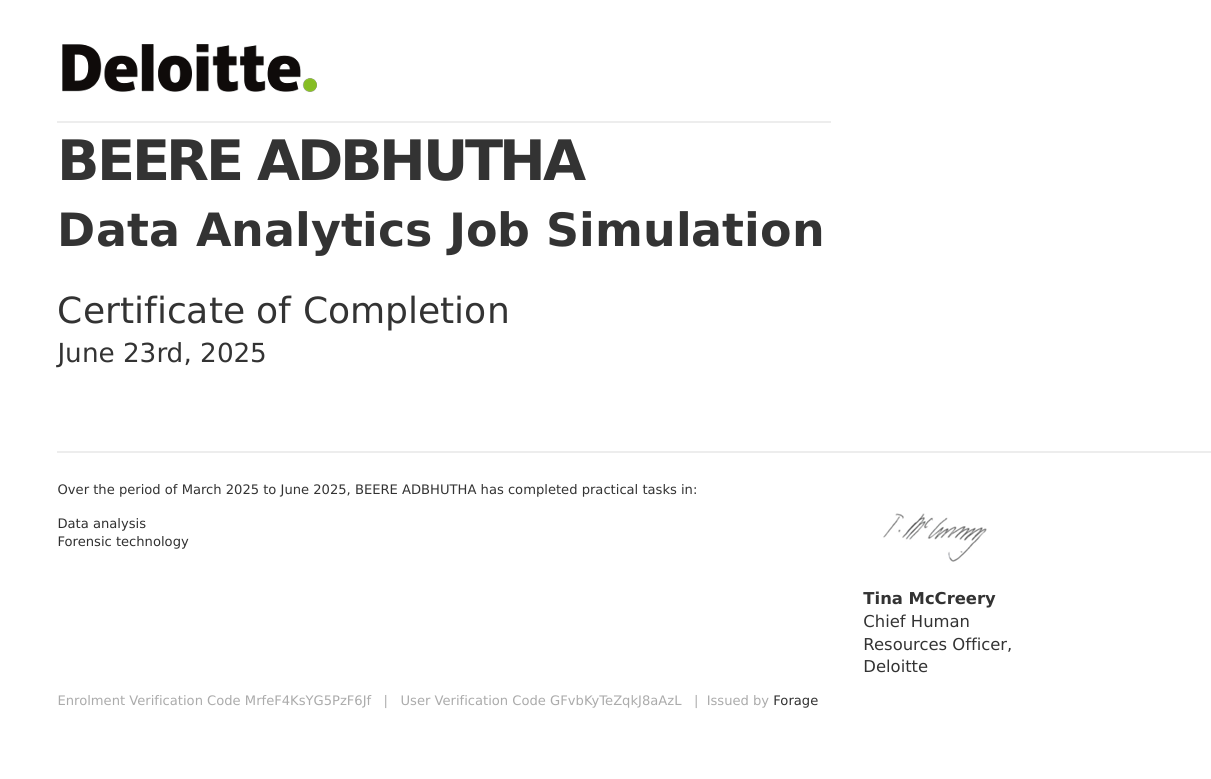 Deloitte.
BEERE ADBHUTHA
Data Analytics Job Simulation
Certificate of Completion
June 23rd, 2025
Over the period of March 2025 to June 2025, BEERE ADBHUTHA has completed practical tasks in:
Data analysis
Forensic technology
T. McCreery
Tina McCreery
Chief Human
Resources Officer,
Deloitte
Enrolment Verification Code MrfeF4KsYG5PzF6Jf | User Verification Code GFvbKyTeZqkJ8aAzL | Issued by Forage